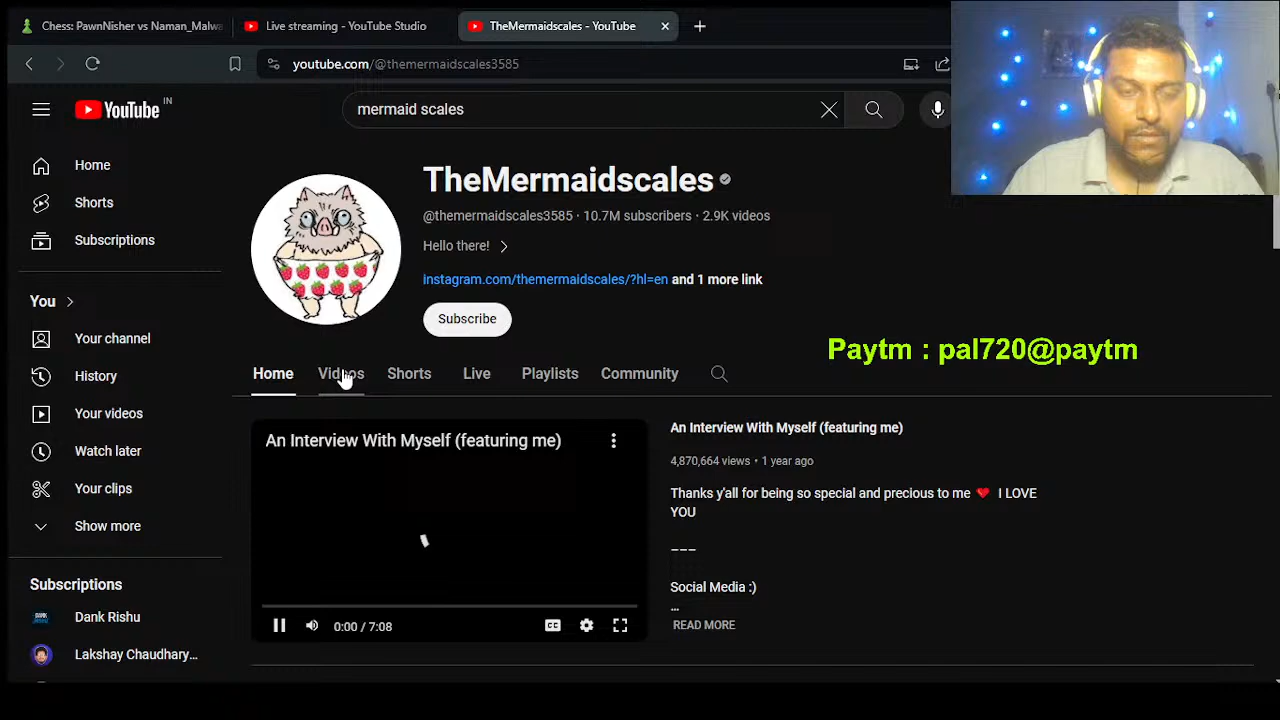 Chess: PawnNisher vs Naman_Malwa
Live streaming - YouTube Studio
TheMermaidscales - YouTube
youtube.com/@themermaidscales3585
YouTube IN
mermaid scales
Home
Shorts
Subscriptions
You
Your channel
History
Your videos
Watch later
Your clips
Show more
Subscriptions
Dank Rishu
Lakshay Chaudhary...
TheMermaidscales
@themermaidscales3585 · 10.7M subscribers · 2.9K videos
Hello there!
instagram.com/themermaidscales/?hl=en and 1 more link
Subscribe
Paytm : pal720@paytm
Home Videos Shorts Live Playlists Community
An Interview With Myself (featuring me)
0:00 / 7:08
An Interview With Myself (featuring me)
4,870,664 views • 1 year ago
Thanks y'all for being so special and precious to me ❤️ I LOVE
YOU
———
Social Media :)
...
READ MORE